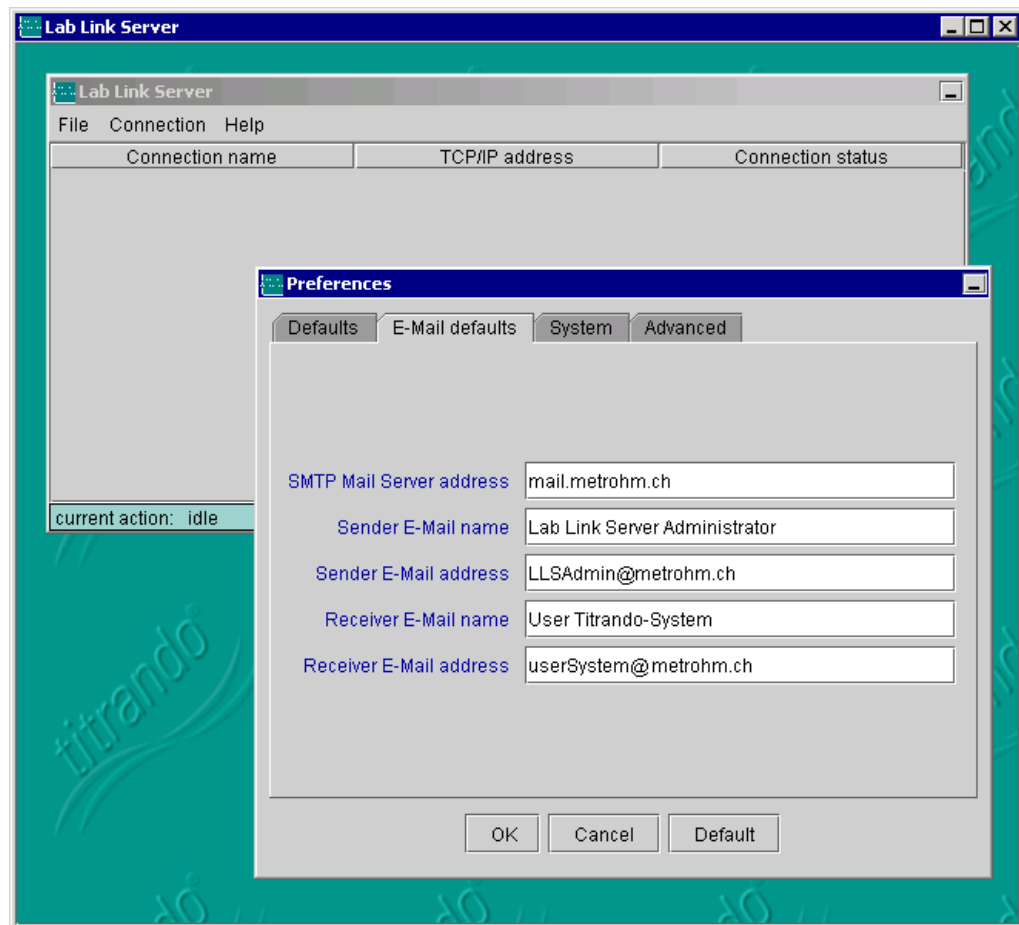 Lab Link Server
Lab Link Server
File Connection Help
Connection name TCP/IP address Connection status
Preferences
Defaults E-Mail defaults System Advanced
SMTP Mail Server address mail.metrohm.ch
Sender E-Mail name Lab Link Server Administrator
Sender E-Mail address LLSAdmin@metrohm.ch
Receiver E-Mail name User Titrando-System
Receiver E-Mail address userSystem@metrohm.ch
current action: idle
OK Cancel Default
titrando